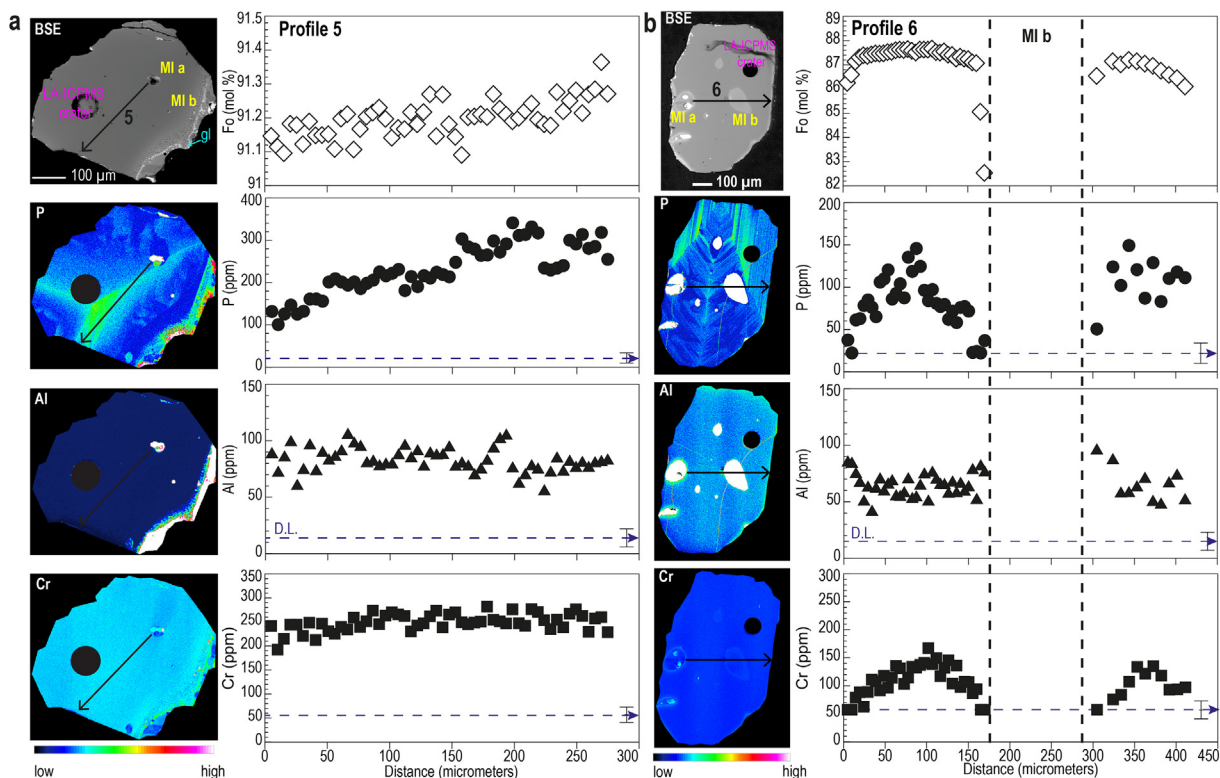 a
BSE
MI a
LA-ICPMS
crater
MI b
5
gl
100 µm
Profile 5
91.5
91.4
91.3
91.2
91.1
91
Fo (mol %)
P
400
300
200
100
0
P (ppm)
Al
150
100
50
0
Al (ppm)
D.L.
Cr
450
400
350
300
250
200
150
100
50
0
Cr (ppm)
0 50 100 150 200 250 300
Distance (micrometers)
low high
b
BSE
LA-ICPMS
crater
6
MI a
MI b
100 µm
Profile 6
MI b
89
88
87
86
85
84
83
82
Fo (mol %)
P
200
150
100
50
0
P (ppm)
Al
150
100
50
0
Al (ppm)
D.L.
Cr
300
250
200
150
100
50
0
Cr (ppm)
0 50 100 150 200 250 300 350 400 450
Distance (micrometers)
low high